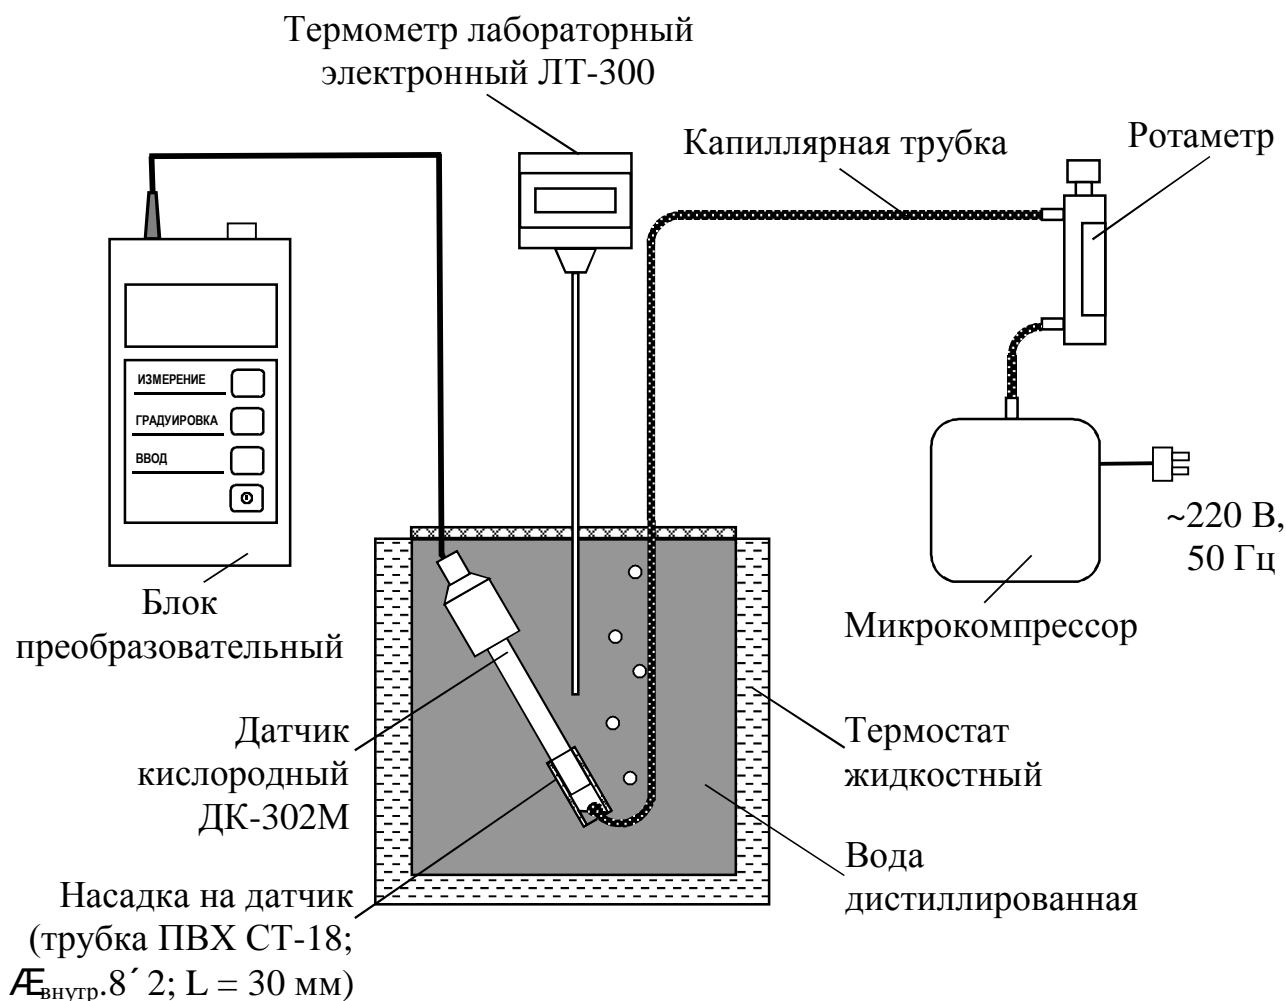 Термометр лабораторный
электронный ЛТ-300
Капиллярная трубка
Ротаметр
ИЗМЕРЕНИЕ
ГРАДУИРОВКА
ВВОД
~220 В,
50 Гц
Блок
преобразовательный
Микрокомпрессор
Датчик
кислородный
ДК-302М
Термостат
жидкостный
Вода
дистиллированная
Насадка на датчик
(трубка ПВХ СТ-18;
Æвнутр.8´ 2; L = 30 мм)